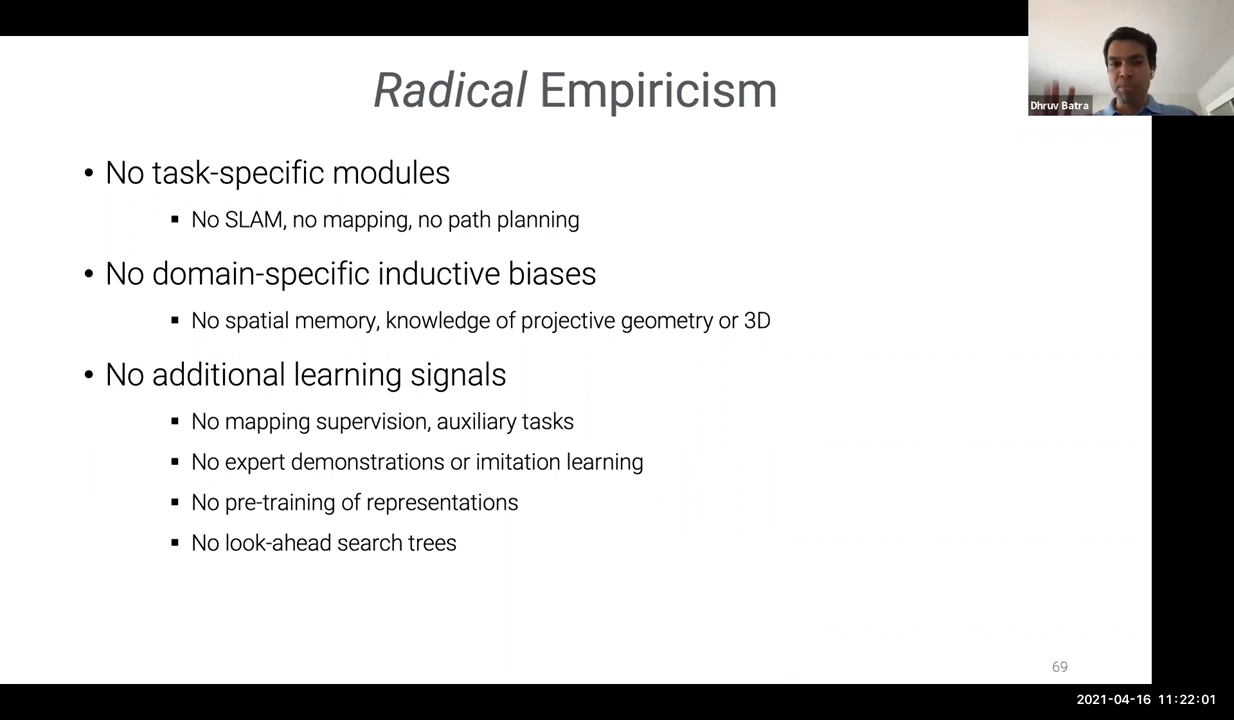 Radical Empiricism
Dhruv Batra
• No task-specific modules
▪ No SLAM, no mapping, no path planning
• No domain-specific inductive biases
▪ No spatial memory, knowledge of projective geometry or 3D
• No additional learning signals
▪ No mapping supervision, auxiliary tasks
▪ No expert demonstrations or imitation learning
▪ No pre-training of representations
▪ No look-ahead search trees
69
2021-04-16 11:22:01